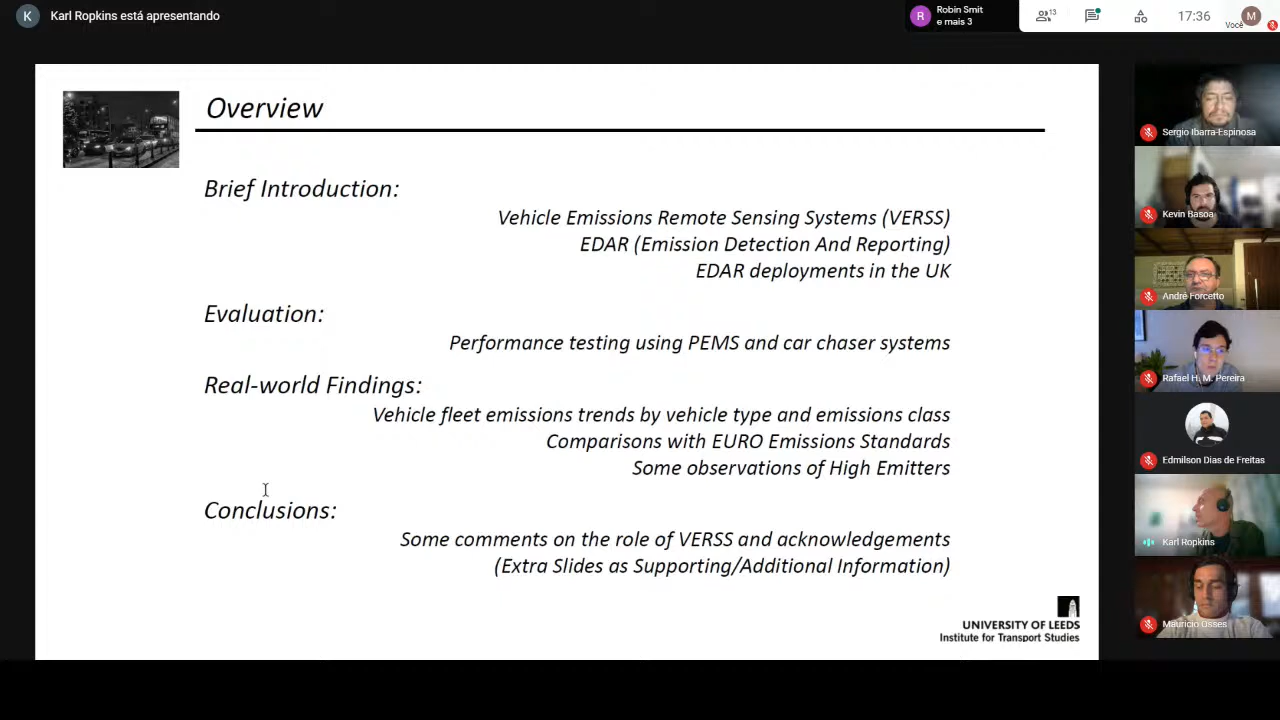 K
Karl Ropkins está apresentando
R
Robin Smit
e mais 3
13
17:36
Você
M
Overview
Brief Introduction:
Vehicle Emissions Remote Sensing Systems (VERSS)
EDAR (Emission Detection And Reporting)
EDAR deployments in the UK
Evaluation:
Performance testing using PEMS and car chaser systems
Real-world Findings:
Vehicle fleet emissions trends by vehicle type and emissions class
Comparisons with EURO Emissions Standards
Some observations of High Emitters
Conclusions:
Some comments on the role of VERSS and acknowledgements
(Extra Slides as Supporting/Additional Information)
UNIVERSITY OF LEEDS
Institute for Transport Studies
Sergio Ibarra-Espinosa
Kevin Basoa
André Forcetto
Rafael H. M. Pereira
Edmilson Dias de Freitas
Karl Ropkins
Mauricio Osses